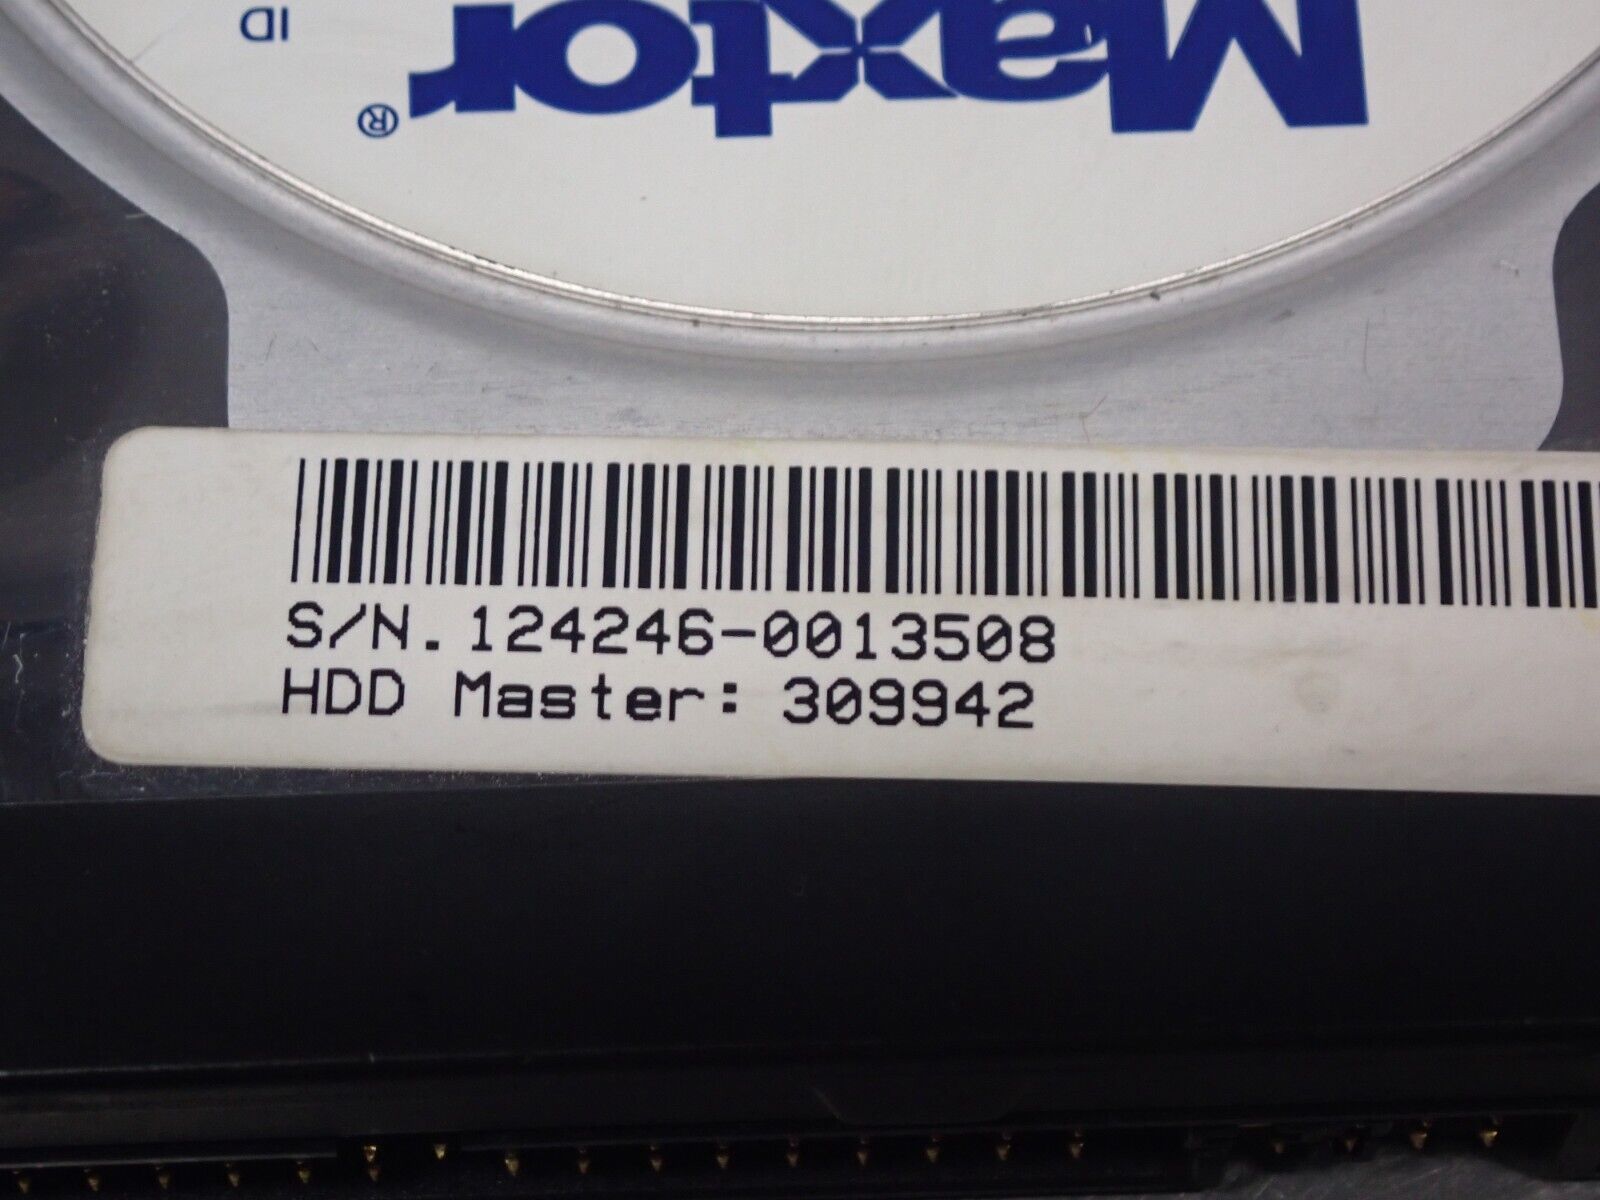 ID
Maxtor®
S/N.124246-0013508
HDD Master: 309942